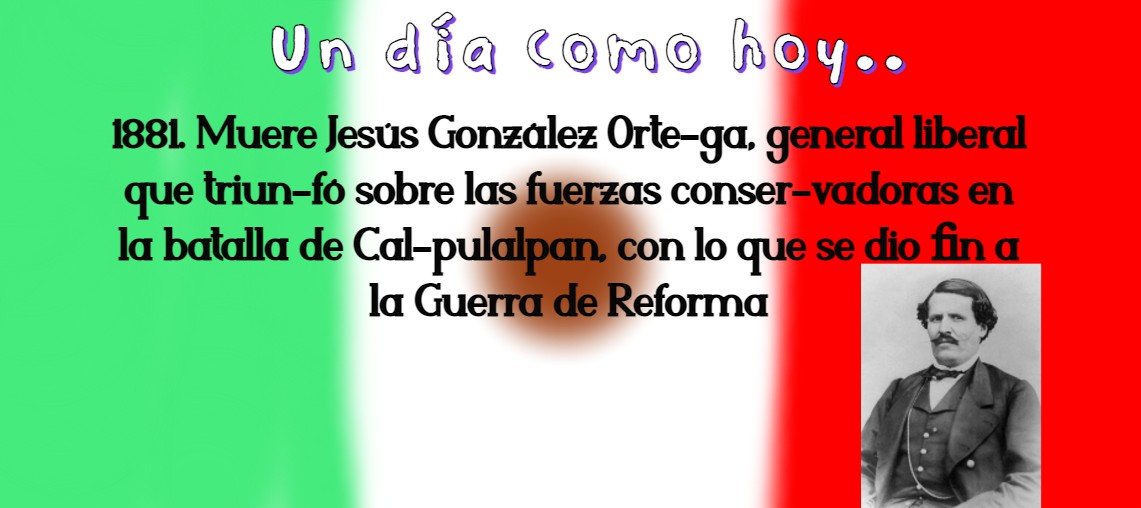 Un día como hoy..
1881. Muere Jesús González Orte-ga, general liberal
que triun-fó sobre las fuerzas conser-vadoras en
la batalla de Cal-pulalpan, con lo que se dio fin a
la Guerra de Reforma